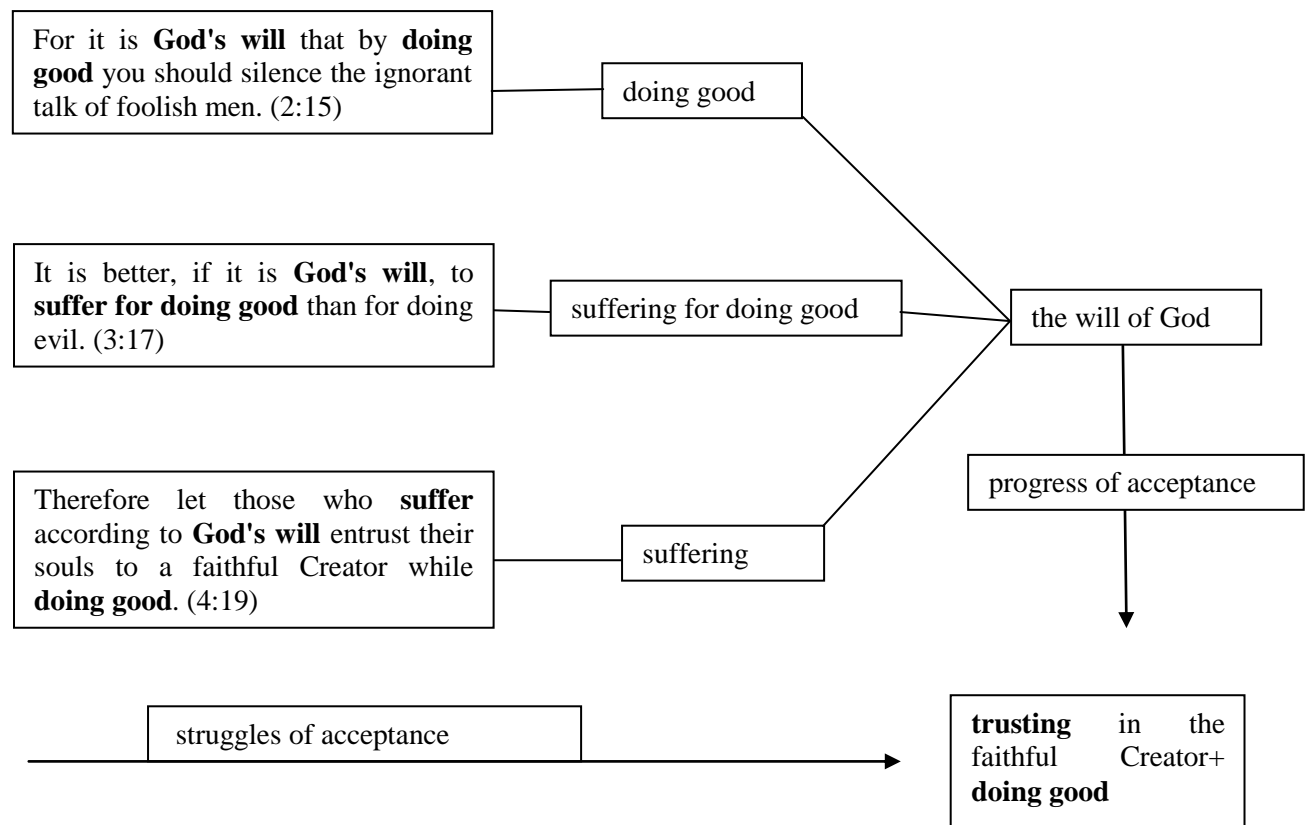 For it is God's will that by doing
good you should silence the ignorant
talk of foolish men. (2:15)
doing good
It is better, if it is God's will, to
suffer for doing good than for doing
evil. (3:17)
suffering for doing good
the will of God
Therefore let those who suffer
according to God's will entrust their
souls to a faithful Creator while
doing good. (4:19)
suffering
progress of acceptance
struggles of acceptance
trusting in the
faithful Creator+
doing good